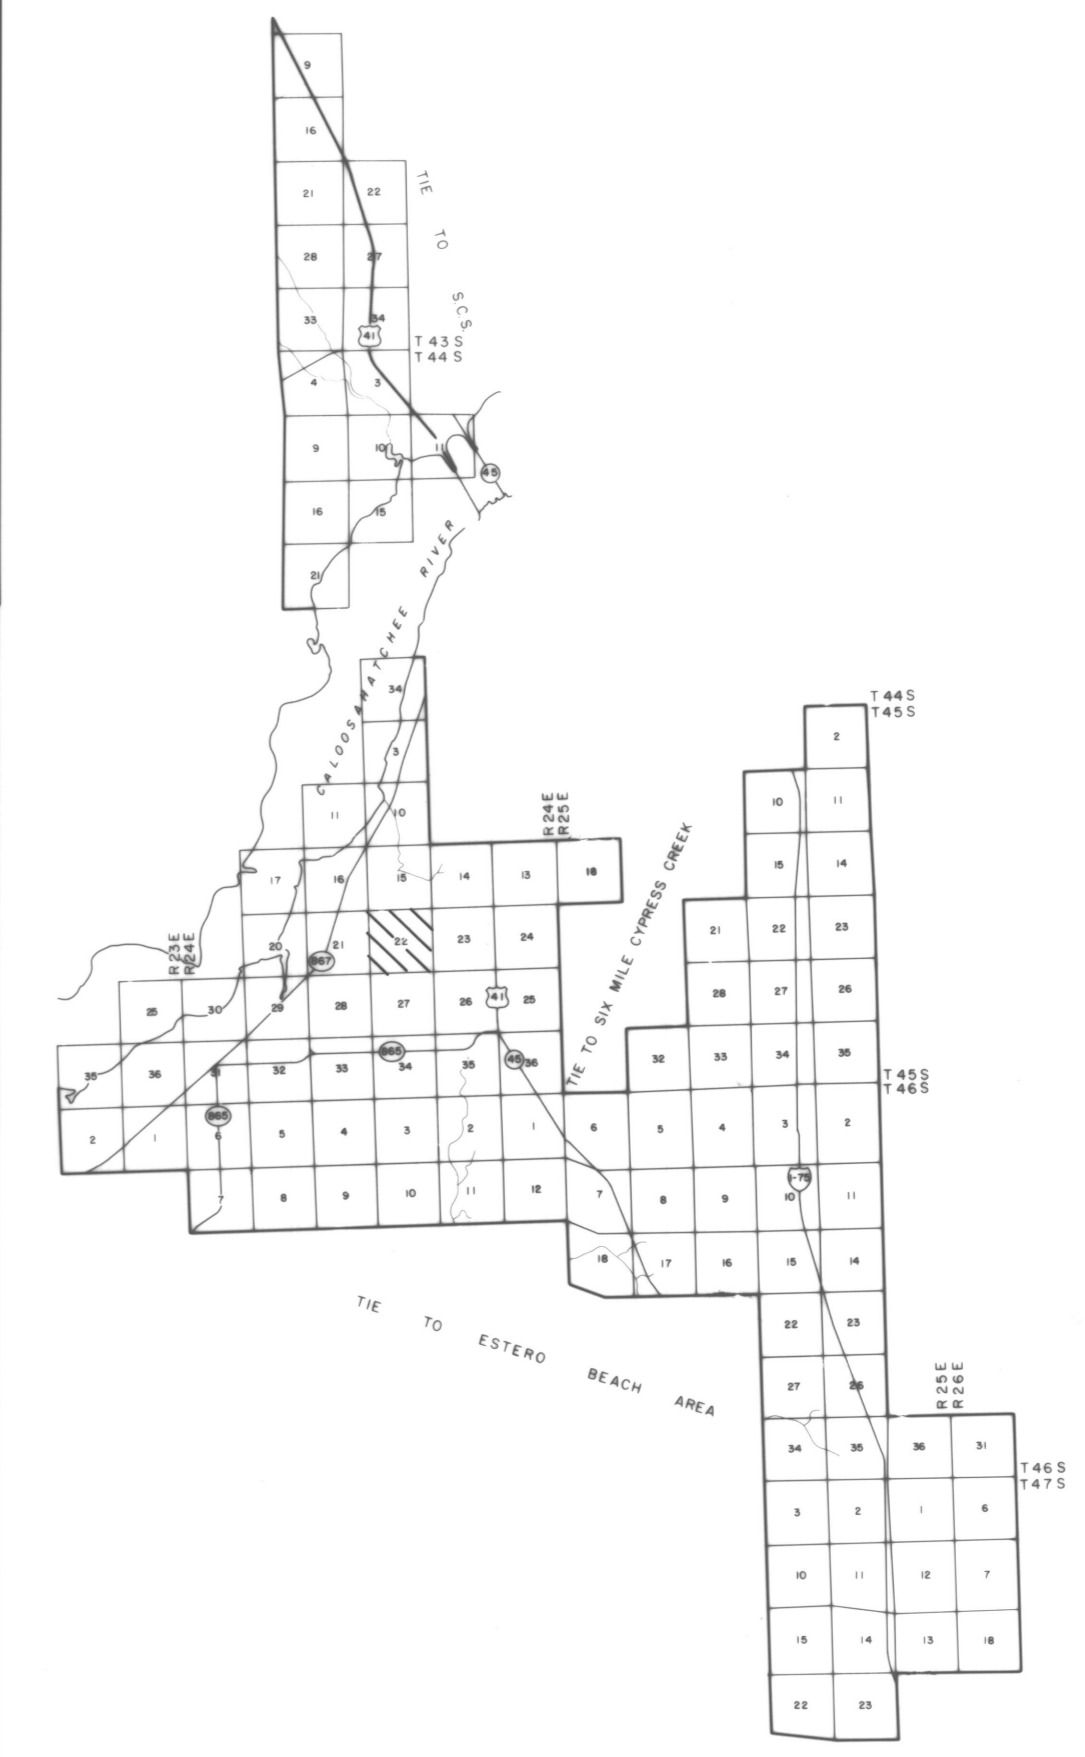 9
16
21 22
28 27
33 34
41
TIE TO S.C.S.
T 43 S
T 44 S
4 3
9 10 11
45
16 15
21
CALOOSAHATCHEE RIVER
34
3
11 10
R24E
R25E
17 16 15 14 13 18
R23E
R24E
20 21 22 23 24
867
25 30 29 28 27 26 41 25
35 36 31 32 33 34 35 36
865
45
865
2 1 6 5 4 3 2 1
7 8 9 10 11 12
TIE TO SIX MILE CYPRESS CREEK
T 44 S
T 45 S
2
10 11
15 14
21 22 23
28 27 26
32 33 34 35
T 45 S
T 46 S
6 5 4 3 2
I-75
7 8 9 10 11
18 17 16 15 14
22 23
27 26
TIE TO ESTERO BEACH AREA
R 25 E
R 26 E
34 35 36 31
T 46 S
T 47 S
3 2 1 6
10 11 12 7
15 14 13 18
22 23